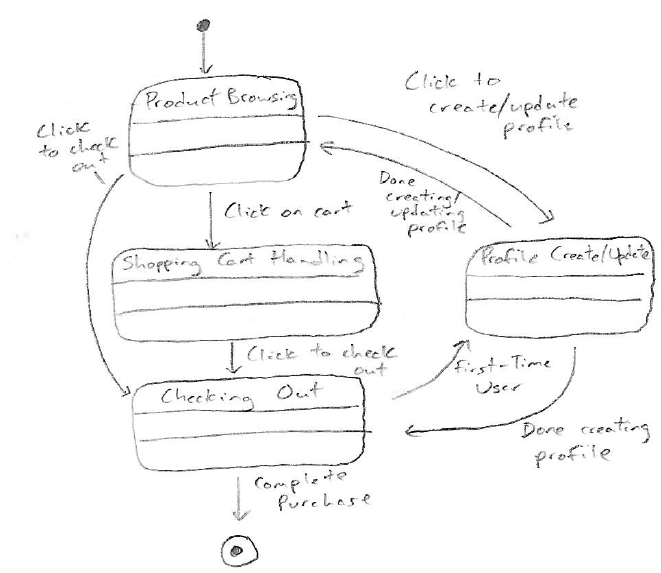 Product Browsing
Click to
create/update
profile
Click
to check
out
Done
creating/
updating
profile
Click on cart
Shopping Cart Handling
Profile Create/Update
Click to check
out
First-Time
User
Checking Out
Done creating
profile
Complete
Purchase